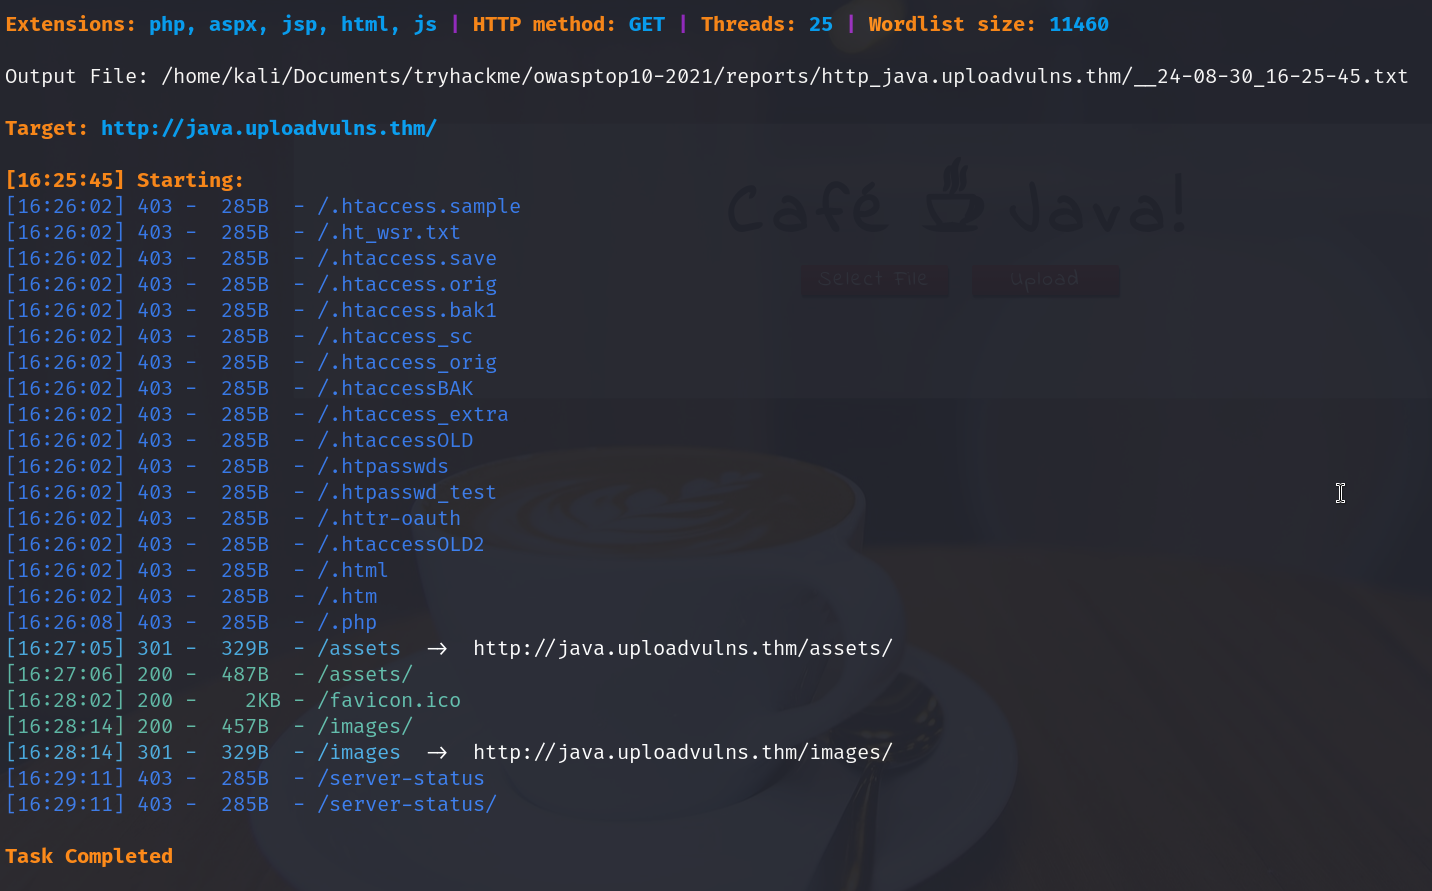 Extensions: php, aspx, jsp, html, js | HTTP method: GET | Threads: 25 | Wordlist size: 11460
Output File: /home/kali/Documents/tryhackme/owasptop10-2021/reports/http_java.uploadvulns.thm/__24-08-30_16-25-45.txt
Target: http://java.uploadvulns.thm/
[16:25:45] Starting:
[16:26:02] 403 -  285B  - /.htaccess.sample
[16:26:02] 403 -  285B  - /.ht_wsr.txt
[16:26:02] 403 -  285B  - /.htaccess.save
[16:26:02] 403 -  285B  - /.htaccess.orig
[16:26:02] 403 -  285B  - /.htaccess.bak1
[16:26:02] 403 -  285B  - /.htaccess_sc
[16:26:02] 403 -  285B  - /.htaccess_orig
[16:26:02] 403 -  285B  - /.htaccessBAK
[16:26:02] 403 -  285B  - /.htaccess_extra
[16:26:02] 403 -  285B  - /.htaccessOLD
[16:26:02] 403 -  285B  - /.htpasswds
[16:26:02] 403 -  285B  - /.htpasswd_test
[16:26:02] 403 -  285B  - /.httr-oauth
[16:26:02] 403 -  285B  - /.htaccessOLD2
[16:26:02] 403 -  285B  - /.html
[16:26:02] 403 -  285B  - /.htm
[16:26:08] 403 -  285B  - /.php
[16:27:05] 301 -  329B  - /assets  ->  http://java.uploadvulns.thm/assets/
[16:27:06] 200 -  487B  - /assets/
[16:28:02] 200 -    2KB - /favicon.ico
[16:28:14] 200 -  457B  - /images/
[16:28:14] 301 -  329B  - /images  ->  http://java.uploadvulns.thm/images/
[16:29:11] 403 -  285B  - /server-status
[16:29:11] 403 -  285B  - /server-status/
Task Completed
Café Java!
Select File
Upload